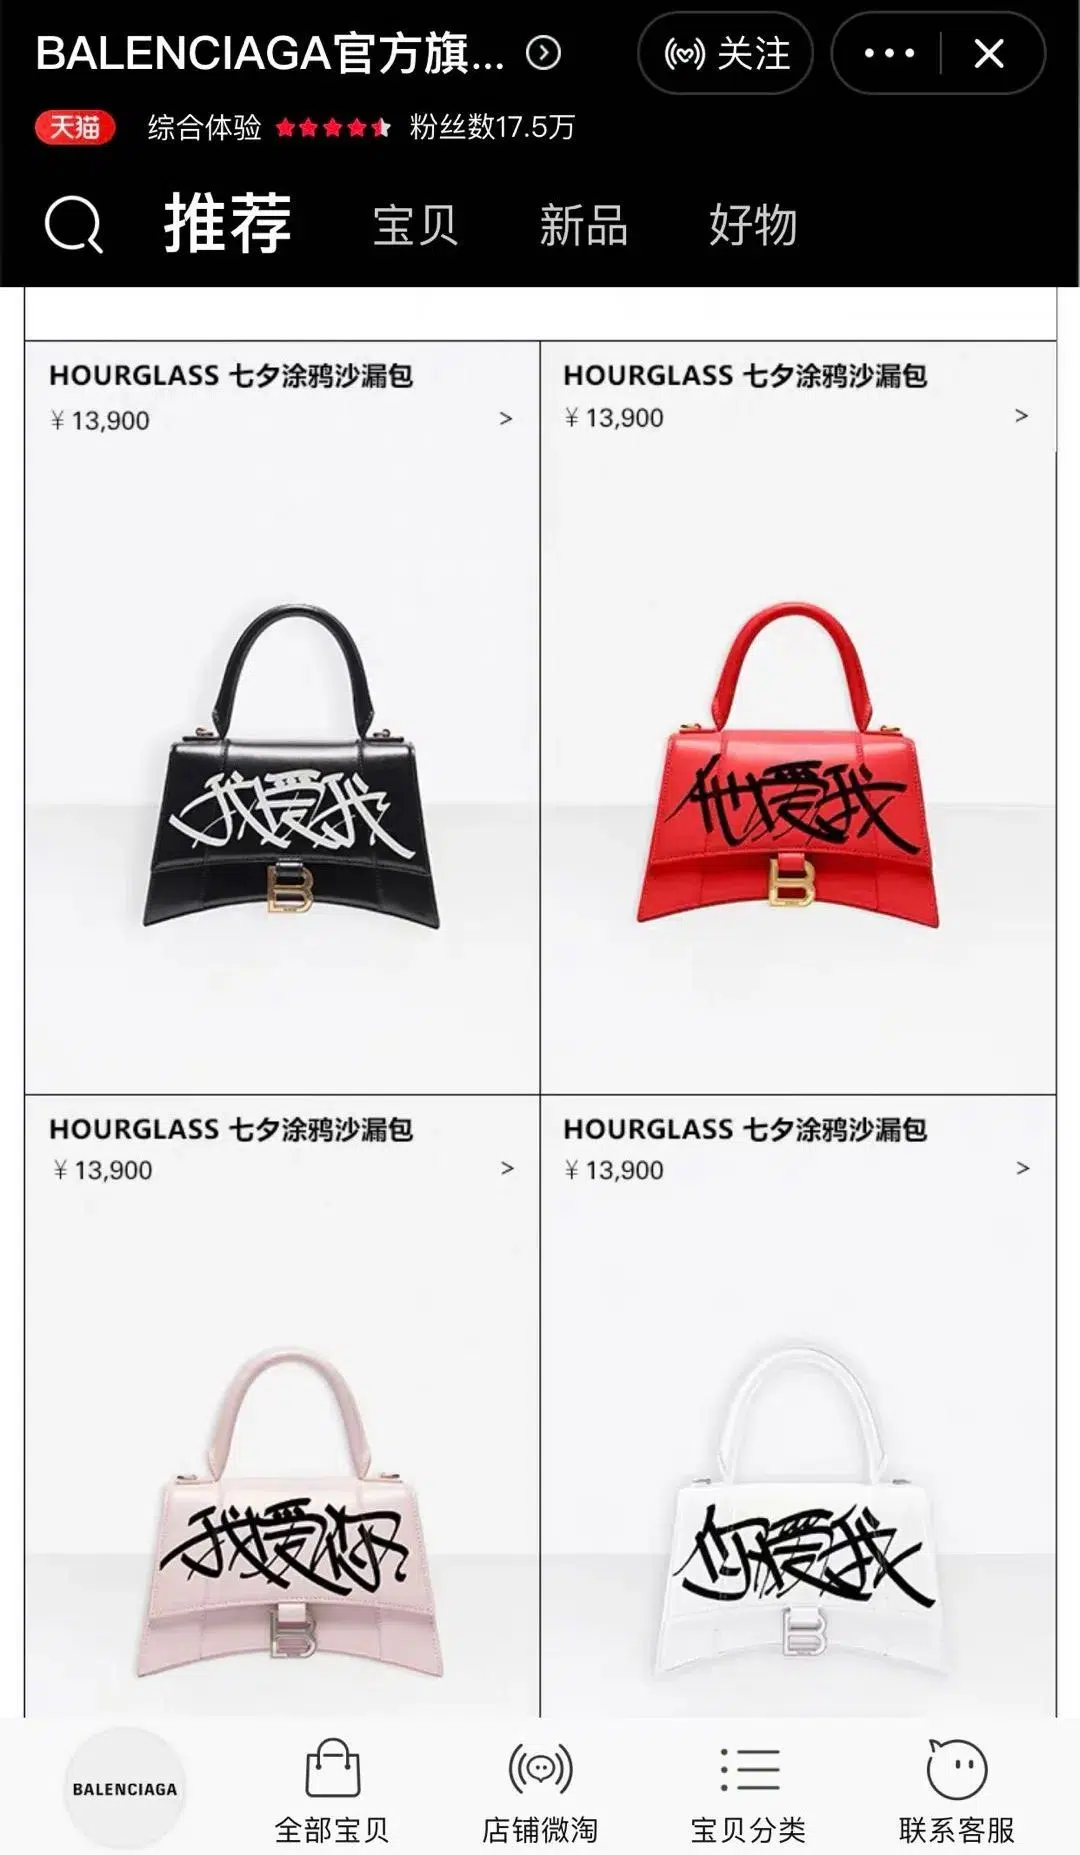 BALENCIAGA官方旗...
关注
天猫 综合体验 粉丝数17.5万
推荐 宝贝 新品 好物
HOURGLASS 七夕涂鸦沙漏包
¥ 13,900 >
我爱我
B
HOURGLASS 七夕涂鸦沙漏包
¥ 13,900 >
他爱我
B
HOURGLASS 七夕涂鸦沙漏包
¥ 13,900 >
我爱你
B
HOURGLASS 七夕涂鸦沙漏包
¥ 13,900 >
你爱我
B
BALENCIAGA
全部宝贝
店铺微淘
宝贝分类
联系客服